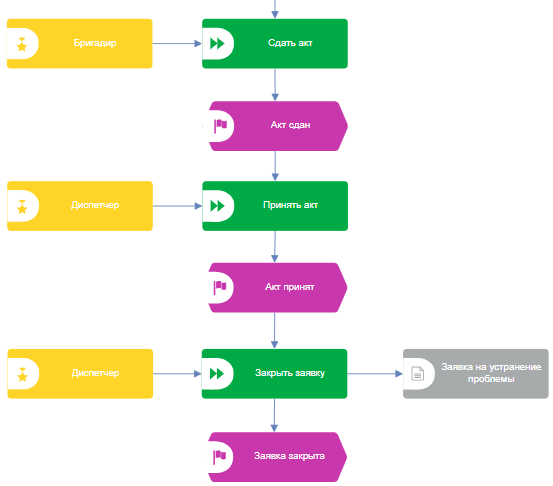 Бригадир
Сдать акт
Акт сдан
Диспетчер
Принять акт
Акт принят
Диспетчер
Закрыть заявку
Заявка на устранение
проблемы
Заявка закрыта